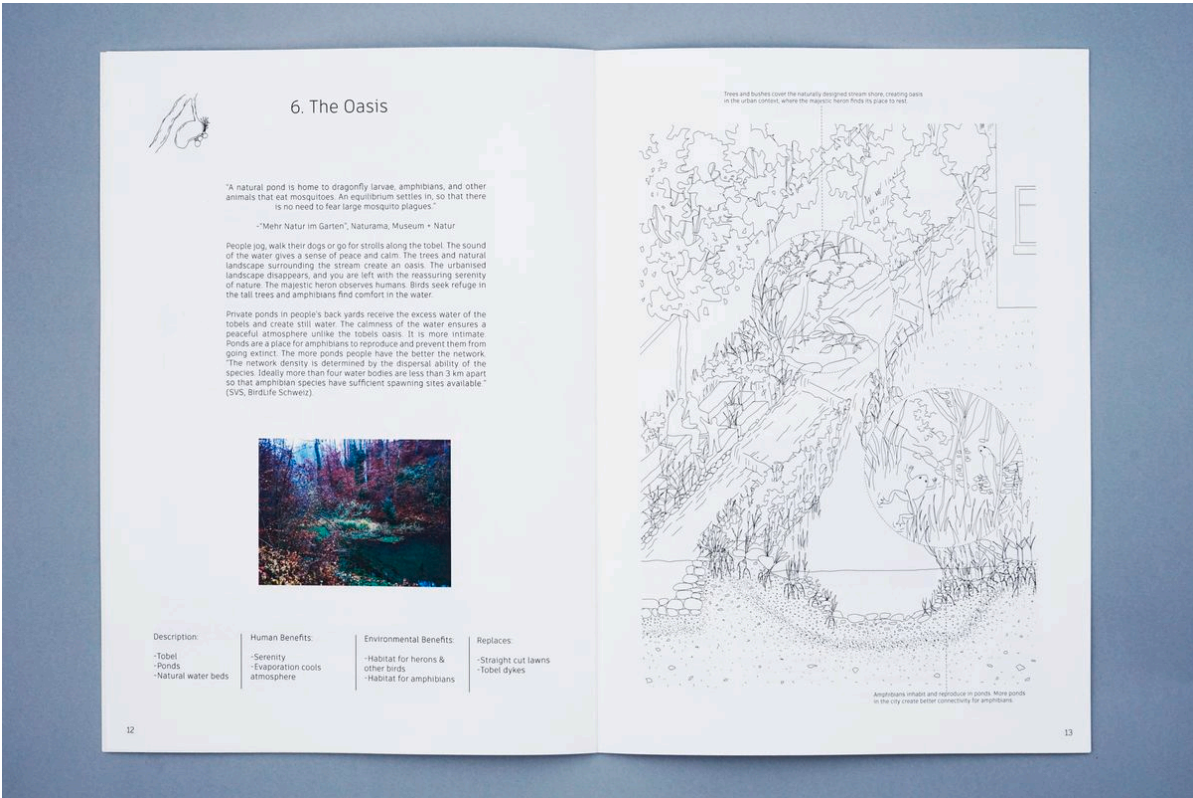 6. The Oasis
"A natural pond is home to dragonfly larvae, amphibians, and other
animals that eat mosquitoes. An equilibrium settles in, so that there
is no need to fear large mosquito plagues."
-"Mehr Natur im Garten", Naturama, Museum + Natur
People jog, walk their dogs or go for strolls along the tobel. The sound
of the water gives a sense of peace and calm. The trees and natural
landscape surrounding the stream create an oasis. The urbanised
landscape disappears, and you are left with the reassuring serenity
of nature. The majestic heron observes humans. Birds seek refuge in
the tall trees and amphibians find comfort in the water.
Private ponds in people's back yards receive the excess water of the
tobels and create still water. The calmness of the water ensures a
peaceful atmosphere unlike the tobels oasis. It is more intimate.
Ponds are a place for amphibians to reproduce and prevent them from
going extinct. The more ponds people have the better the network.
"The network density is determined by the dispersal ability of the
species. Ideally more than four water bodies are less than 3 km apart
so that amphibian species have sufficient spawning sites available."
(SVS, BirdLife Schweiz)
Description:
-Tobel
-Ponds
-Natural water beds
Human Benefits:
-Serenity
-Evaporation cools
atmosphere
Environmental Benefits:
-Habitat for herons &
other birds
-Habitat for amphibians
Replaces:
-Straight cut lawns
-Tobel dykes
12
Trees and bushes cover the naturally designed stream shore, creating oasis
in the urban context, where the majestic heron finds its place to rest.
Amphibians inhabit and reproduce in ponds. More ponds
in the city create better connectivity for amphibians.
13